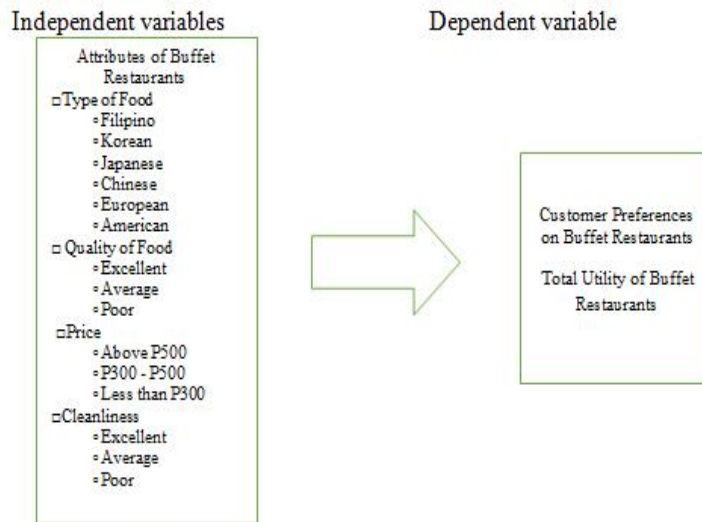 Independent variables
Attributes of Buffet
Restaurants
□Type of Food
▫Filipino
▫Korean
▫Japanese
▫Chinese
▫European
▫American
□ Quality of Food
▫Excellent
▫Average
▫Poor
□Price
▫Above P500
▫P300 - P500
▫Less than P300
□Cleanliness
▫Excellent
▫Average
▫Poor
Dependent variable
Customer Preferences
on Buffet Restaurants
Total Utility of Buffet
Restaurants